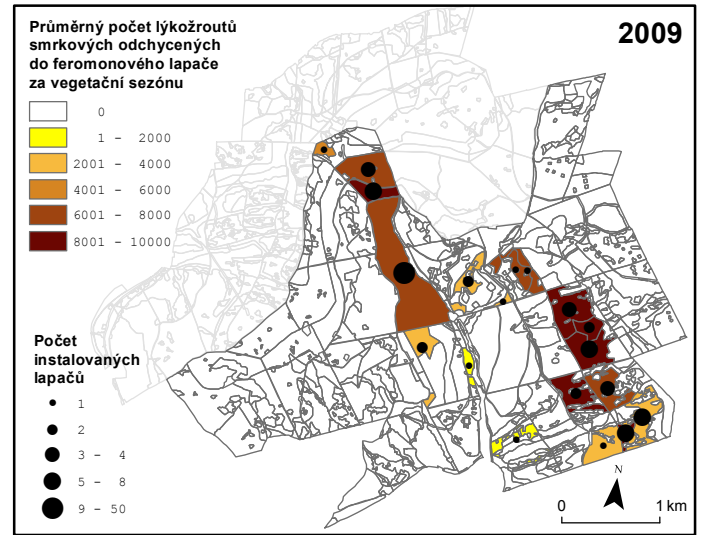 Průměrný počet lýkožroutů
smrkových odchycených
do feromonového lapače
za vegetační sezónu
0
1 - 2000
2001 - 4000
4001 - 6000
6001 - 8000
8001 - 10000
2009
Počet
instalovaných
lapačů
1
2
3 - 4
5 - 8
9 - 50
N
0 1 km